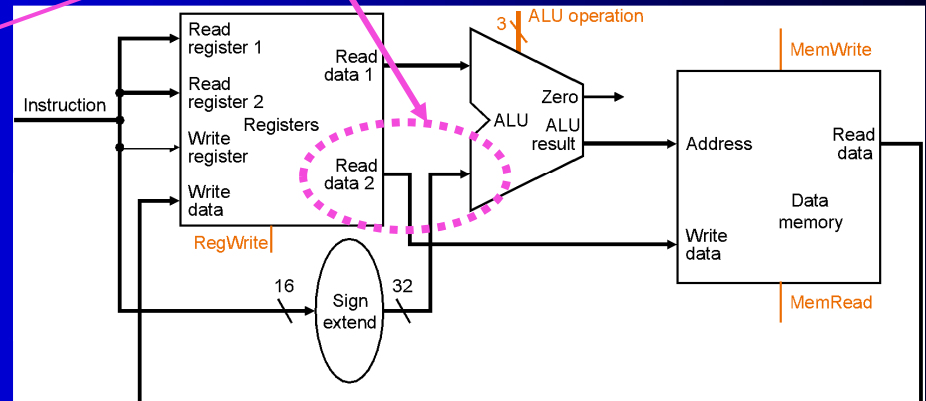 3
ALU operation
Read
register 1
Read
data 1
MemWrite
Read
register 2
Instruction
Registers
Zero
ALU
ALU
result
Write
register
Address
Read
data
Read
data 2
Write
data
Data
memory
RegWrite
Write
data
16
32
Sign
extend
MemRead